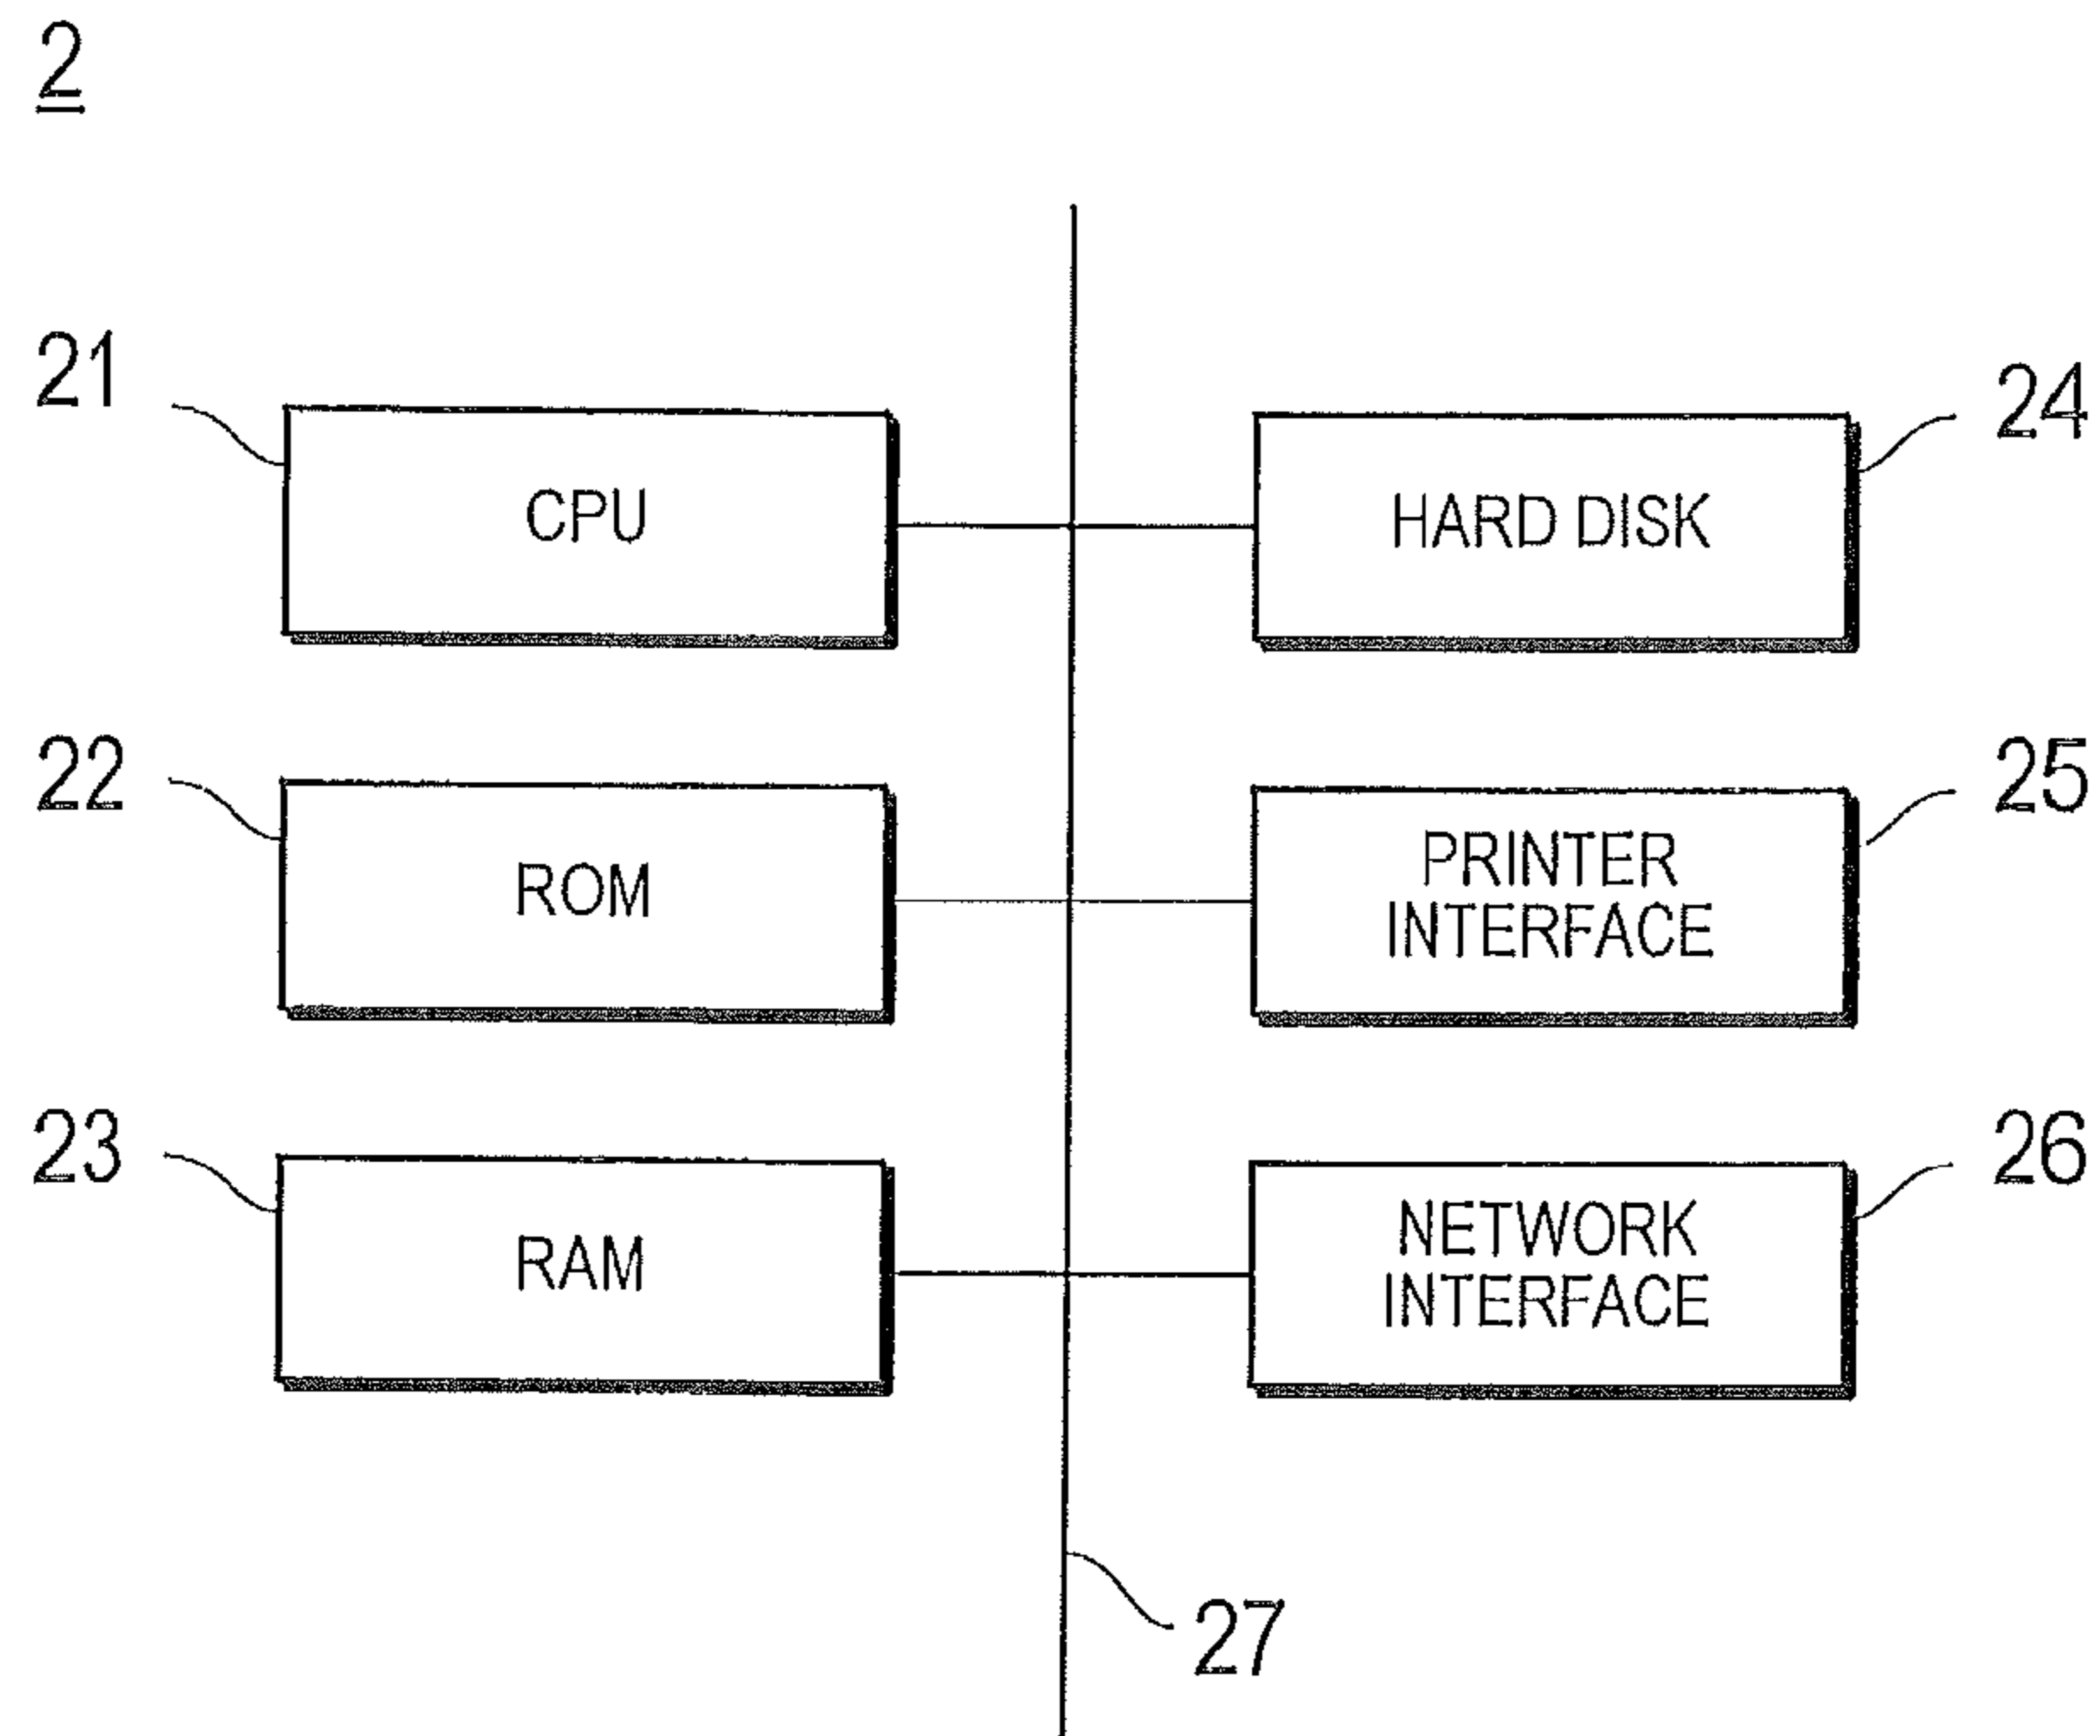 2
21
CPU
24
HARD DISK
22
ROM
25
PRINTER
INTERFACE
23
RAM
26
NETWORK
INTERFACE
27